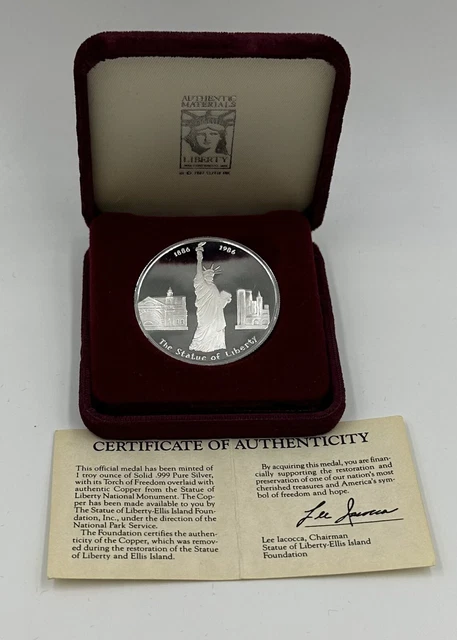 AUTHENTIC
MATERIALS
LIBERTY
1886 1986
The Statue of Liberty
CERTIFICATE OF AUTHENTICITY
This official medal has been minted of
1 troy ounce of Solid .999 Pure Silver,
with its Torch of Freedom overlaid with
authentic Copper from the Statue of
Liberty National Monument. The Cop-
per has been made available to you by
The Statue of Liberty-Ellis Island Foun-
dation, Inc., under the direction of the
National Park Service.
The Foundation certifies the authen-
ticity of the Copper, which was remov-
ed during the restoration of the Statue
of Liberty and Ellis Island.
By acquiring this medal, you are finan-
cially supporting the restoration and
preservation of one of our nation's most
cherished treasures and America's sym-
bol of freedom and hope.
Lee Iacocca
Lee Iacocca, Chairman
Statue of Liberty-Ellis Island
Foundation